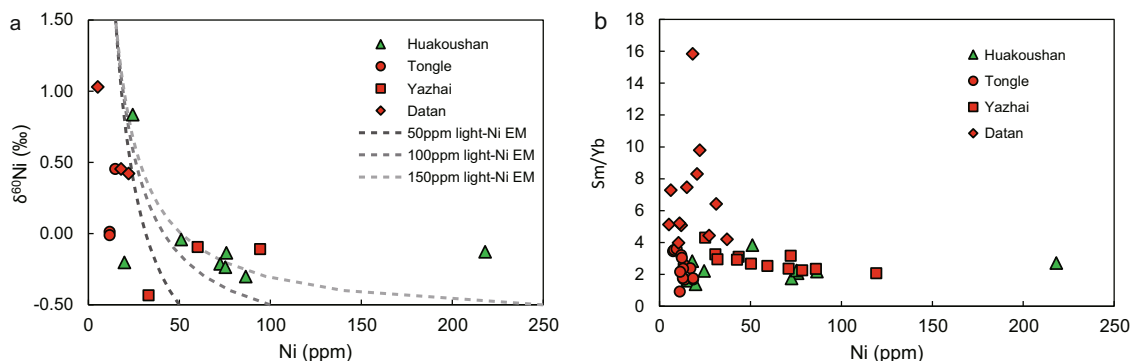 a
1.50
1.00
0.50
0.00
-0.50
δ⁶⁰Ni (‰)
0
50
100
150
200
250
Ni (ppm)
Huakoushan
Tongle
Yazhai
Datan
50ppm light-Ni EM
100ppm light-Ni EM
150ppm light-Ni EM
b
18
16
14
12
10
8
6
4
2
0
Sm/Yb
0
50
100
150
200
250
Ni (ppm)
Huakoushan
Tongle
Yazhai
Datan